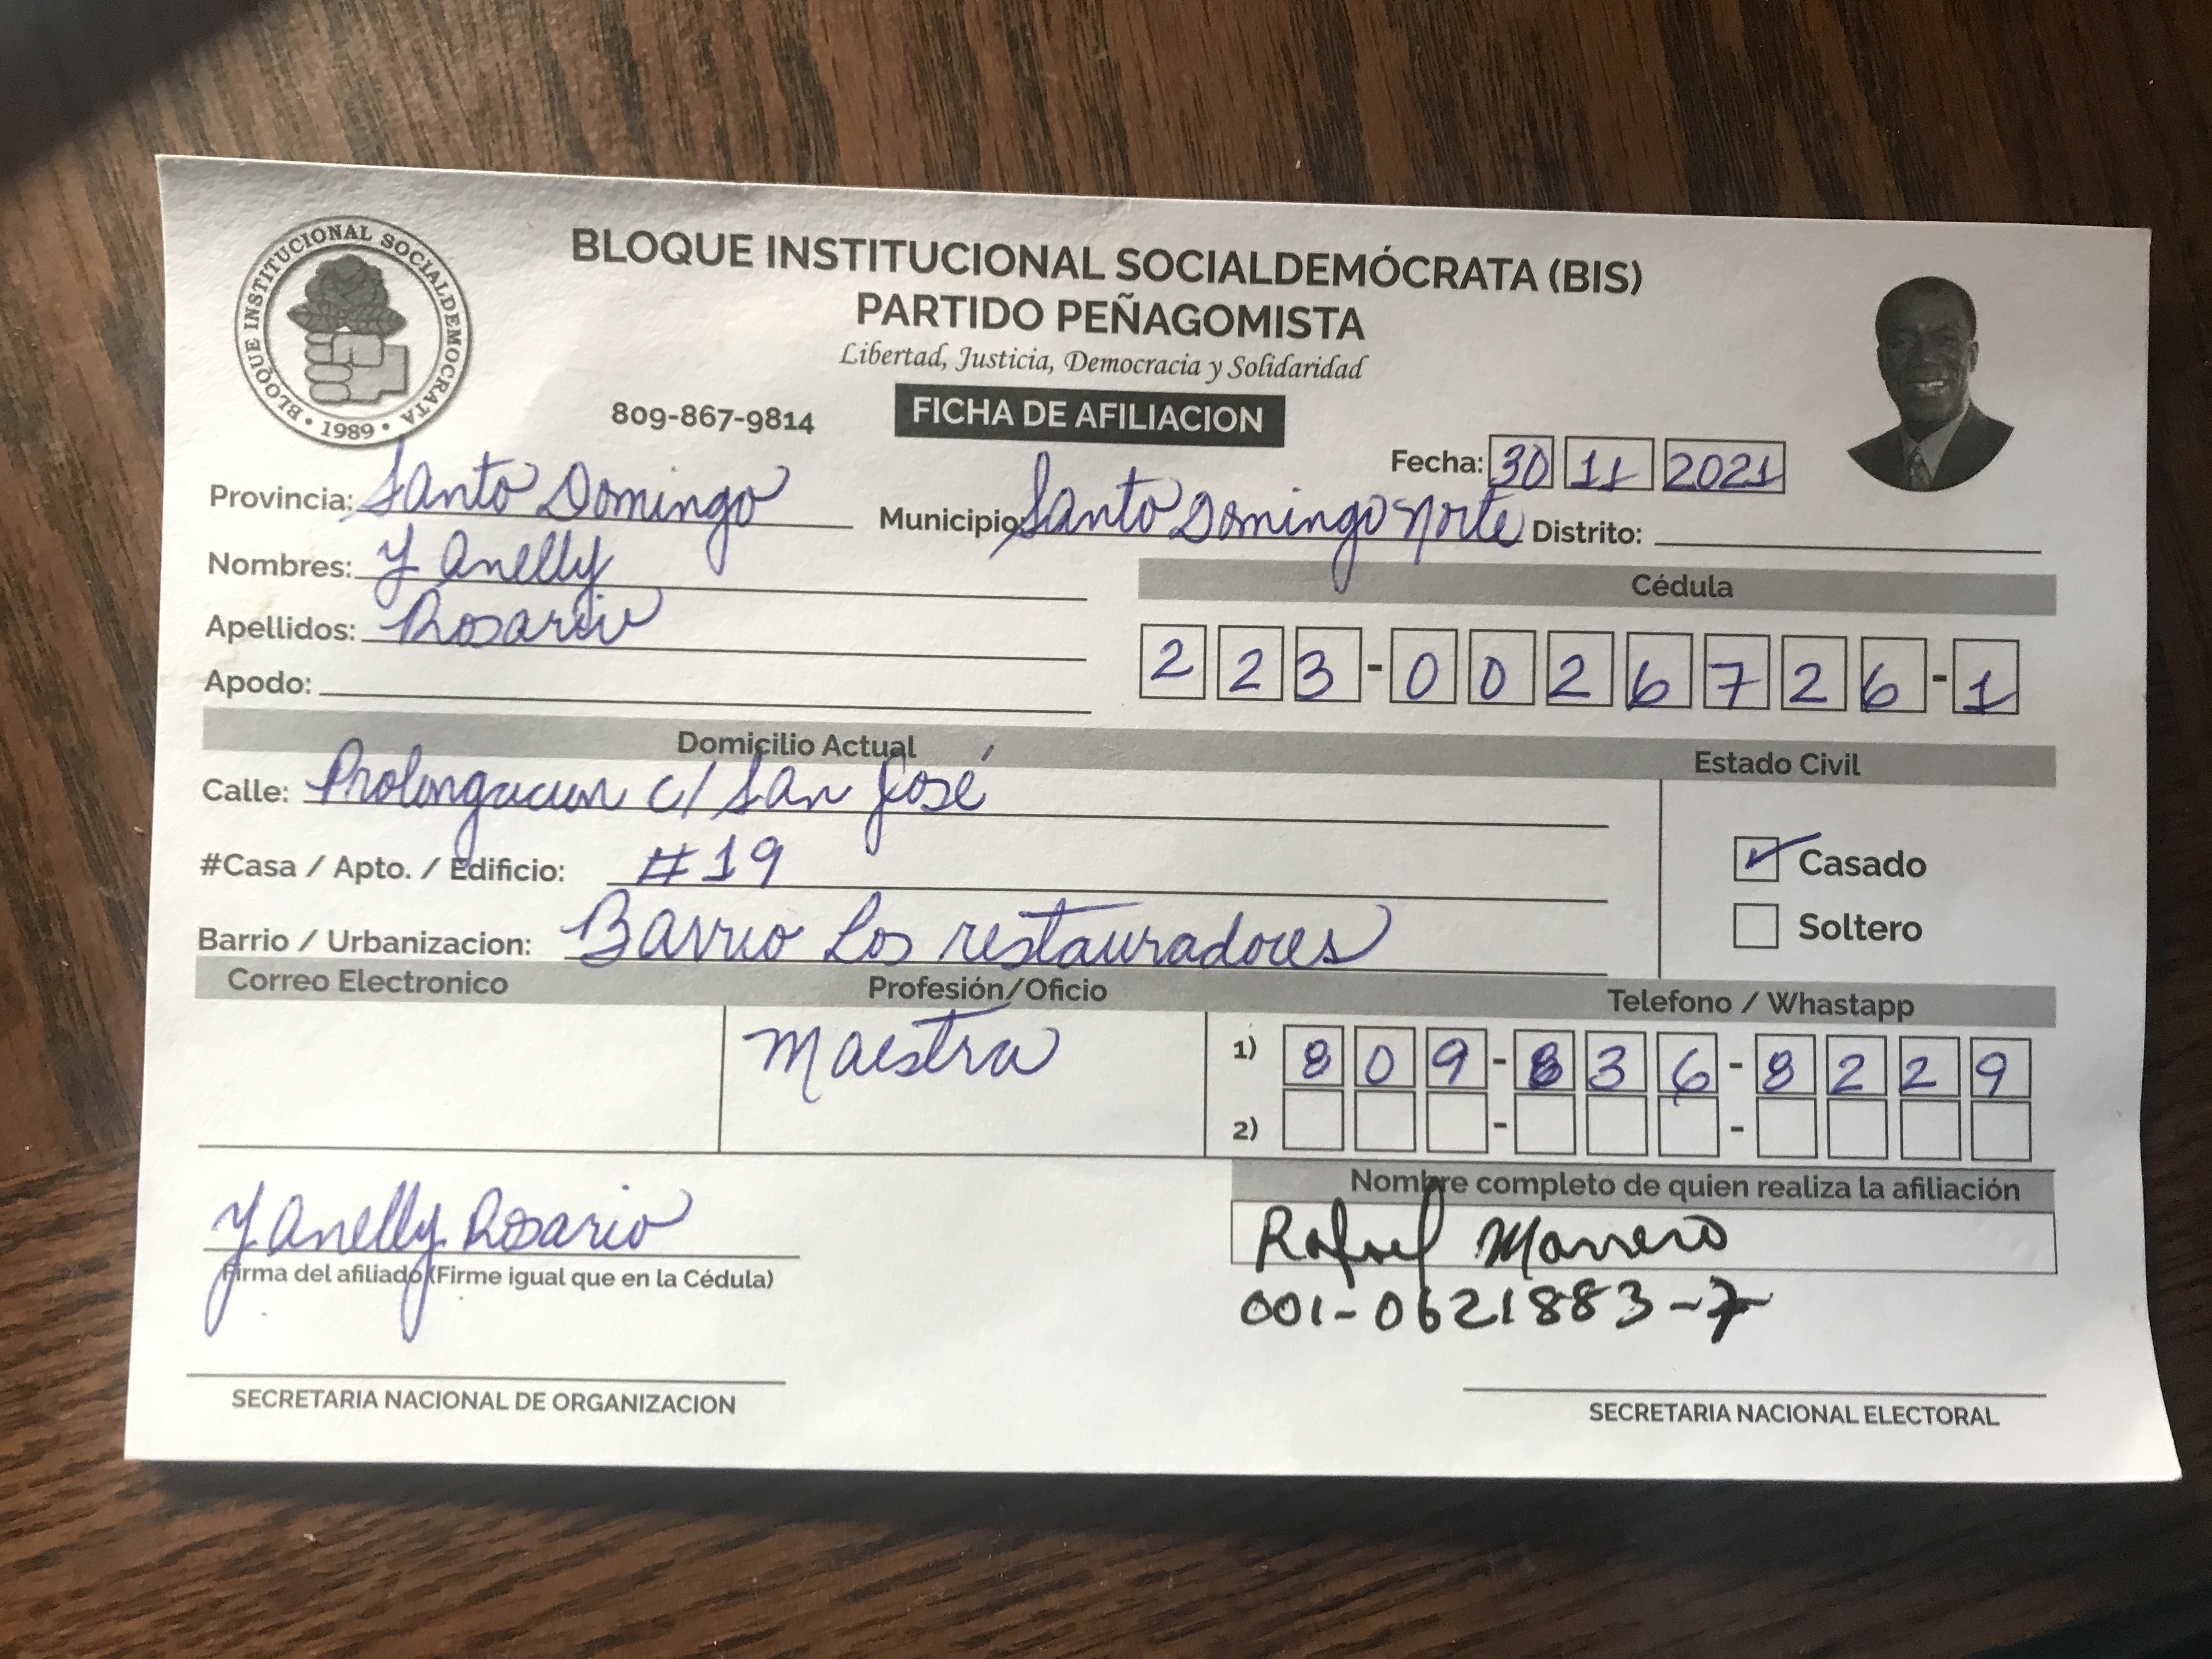 BLOQUE INSTITUCIONAL SOCIALDEMOCRATA • 1989 •
BLOQUE INSTITUCIONAL SOCIALDEMÓCRATA (BIS)
PARTIDO PEÑAGOMISTA
Libertad, Justicia, Democracia y Solidaridad
809-867-9814 FICHA DE AFILIACION
Fecha: 30 11 2021
Provincia: Santo Domingo Municipio Santo Domingo Norte Distrito:
Nombres: Yanelly
Cédula
Apellidos: Rosario
223-0026726-1
Apodo:
Domicilio Actual Estado Civil
Calle: Prolongacion c/ San José
#Casa / Apto. / Edificio: #19
Casado
Soltero
Barrio / Urbanizacion: Barrio Los restauradores
Correo Electronico Profesión/Oficio Telefono / Whastapp
Maestra 1) 809-836-8229
2) - -
Nombre completo de quien realiza la afiliación
Yanelly Rosario Rafael Marrero
Firma del afiliado (Firme igual que en la Cédula)
001-0621883-7
SECRETARIA NACIONAL DE ORGANIZACION SECRETARIA NACIONAL ELECTORAL